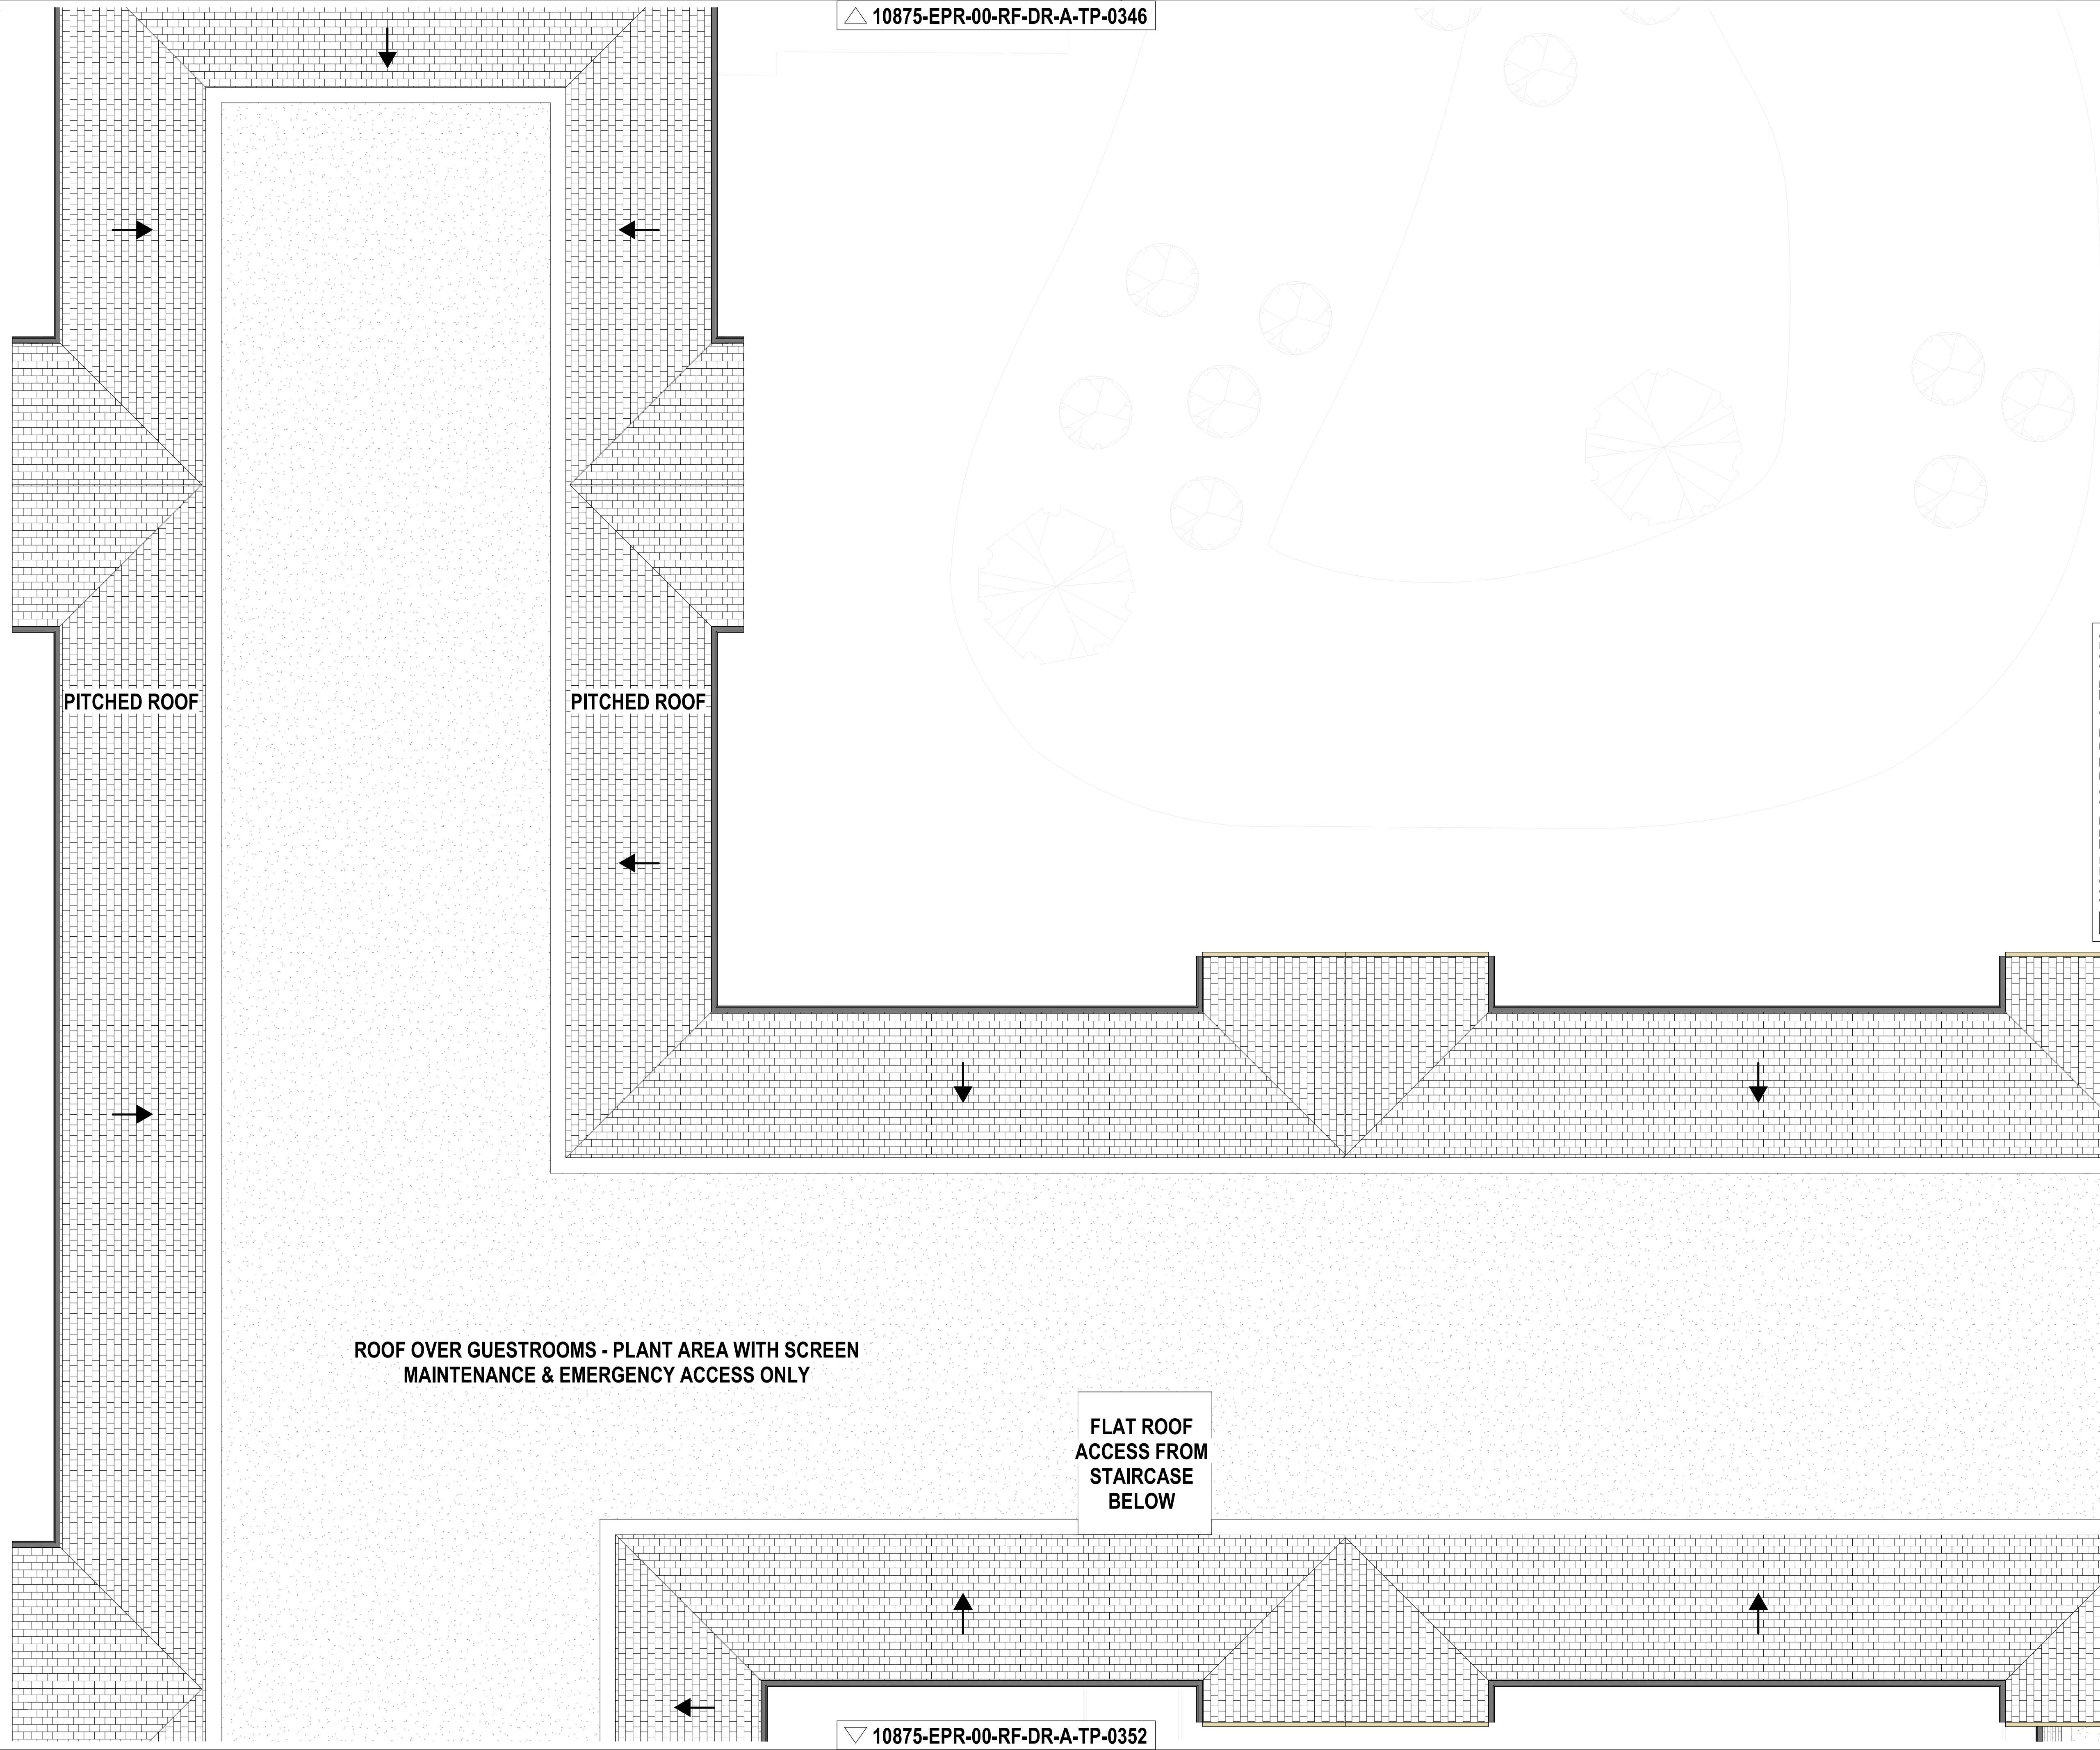 10875-EPR-00-RF-DR-A-TP-0346
PITCHED ROOF
PITCHED ROOF
ROOF OVER GUESTROOMS - PLANT AREA WITH SCREEN
MAINTENANCE & EMERGENCY ACCESS ONLY
FLAT ROOF
ACCESS FROM
STAIRCASE
BELOW
10875-EPR-00-RF-DR-A-TP-0352